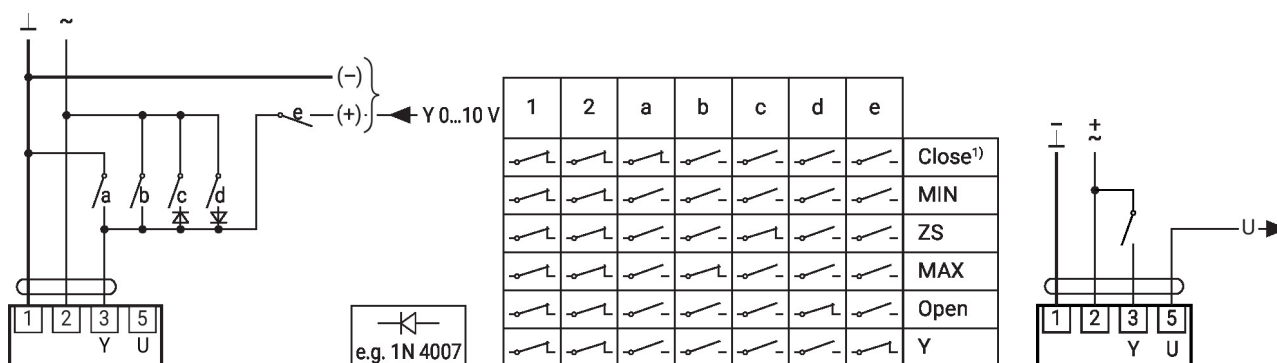 ⊥ ~
(–)
e (+) Y 0...10 V
a b c d
1 2 3 5
Y U
e.g. 1N 4007
1 2 a b c d e
Close¹⁾
MIN
ZS
MAX
Open
Y
– +
⊥ ~
U
1 2 3 5
Y U